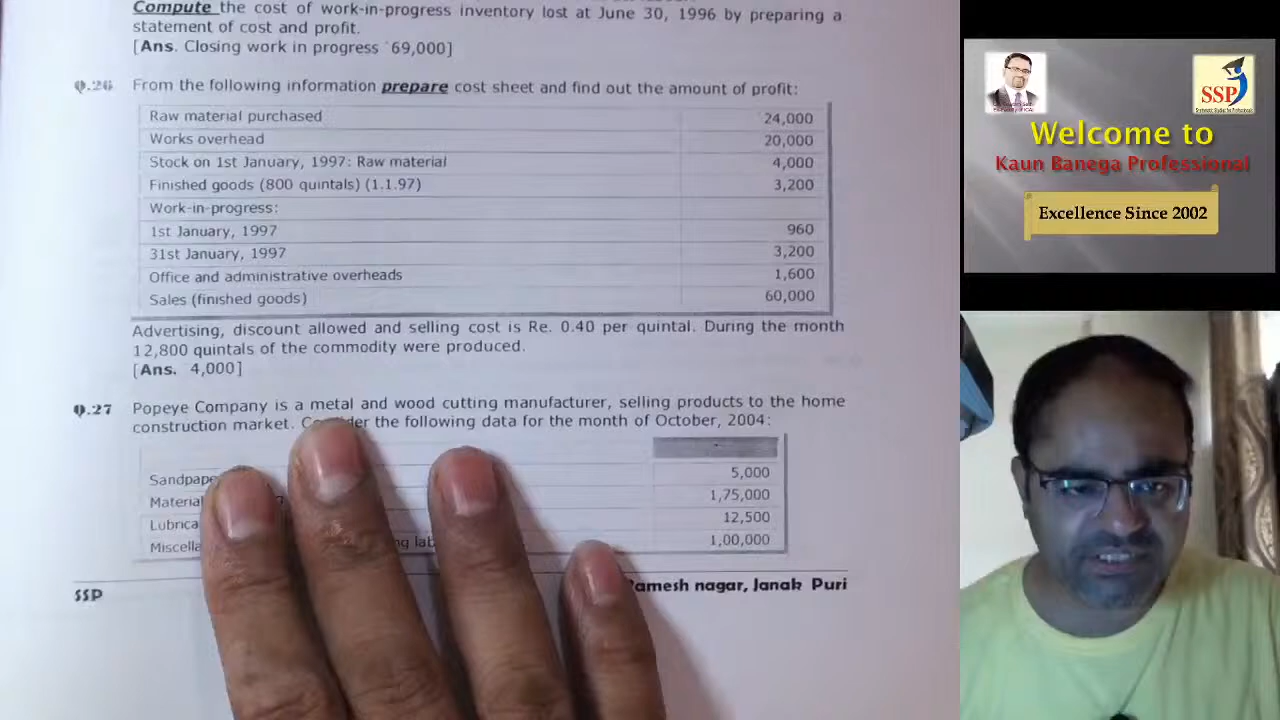 Compute the cost of work-in-progress inventory lost at June 30, 1996 by preparing a
statement of cost and profit.
[Ans. Closing work in progress `69,000]
Q.26 From the following information prepare cost sheet and find out the amount of profit:
Raw material purchased 24,000
Works overhead 20,000
Stock on 1st January, 1997: Raw material 4,000
Finished goods (800 quintals) (1.1.97) 3,200
Work-in-progress:
1st January, 1997 960
31st January, 1997 3,200
Office and administrative overheads 1,600
Sales (finished goods) 60,000
Advertising, discount allowed and selling cost is Re. 0.40 per quintal. During the month
12,800 quintals of the commodity were produced.
[Ans. 4,000]
Q.27 Popeye Company is a metal and wood cutting manufacturer, selling products to the home
construction market. the following data for the month of October, 2004:
5,000
1,75,000
12,500
1,00,000
SSP Ramesh nagar, Janak Puri
SSP
Welcome to
Kaun Banega Professional
Excellence Since 2002